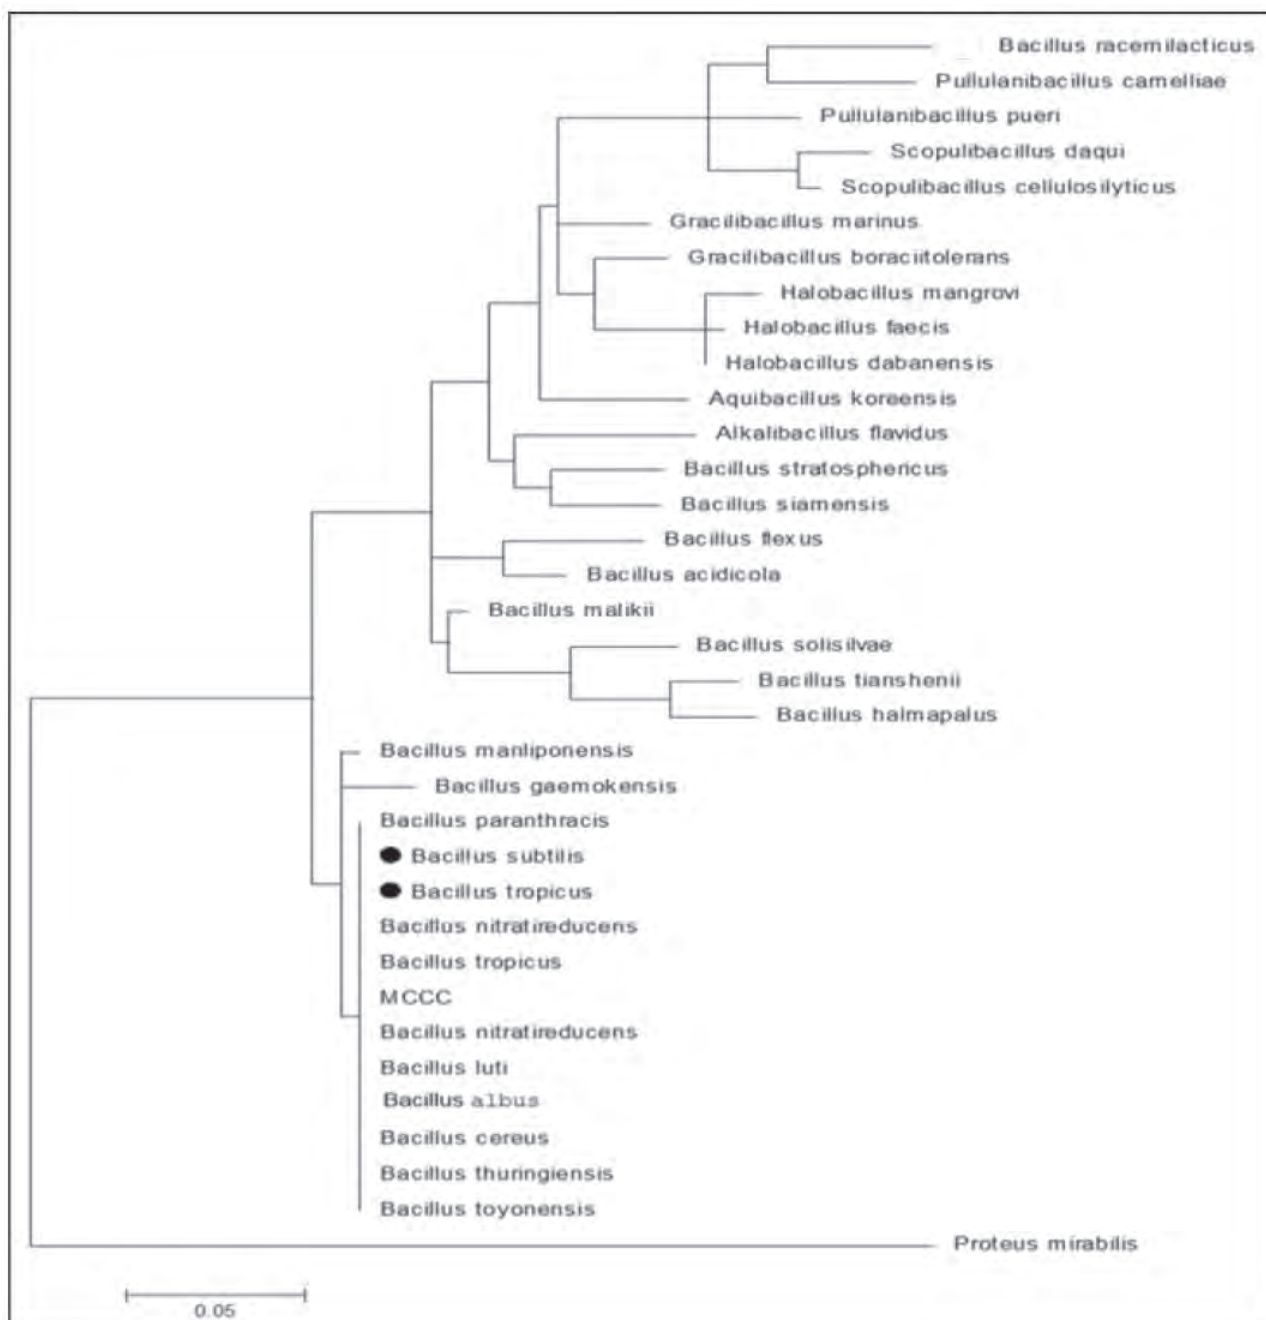 Bacillus racemilacticus
Pullulanibacillus camelliae
Pullulanibacillus pueri
Scopulibacillus daqui
Scopulibacillus cellulosilyticus
Gracilibacillus marinus
Gracilibacillus boraciitolerans
Halobacillus mangrovi
Halobacillus faecis
Halobacillus dabanensis
Aquibacillus koreensis
Alkalibacillus flavidus
Bacillus stratosphericus
Bacillus siamensis
Bacillus flexus
Bacillus acidicola
Bacillus malikii
Bacillus solisilvae
Bacillus tianshenii
Bacillus halmapalus
Bacillus manliponensis
Bacillus gaemokensis
Bacillus paranthracis
Bacillus subtilis
Bacillus tropicus
Bacillus nitratireducens
Bacillus tropicus
MCCC
Bacillus nitratireducens
Bacillus luti
Bacillus albus
Bacillus cereus
Bacillus thuringiensis
Bacillus toyonensis
Proteus mirabilis
0.05